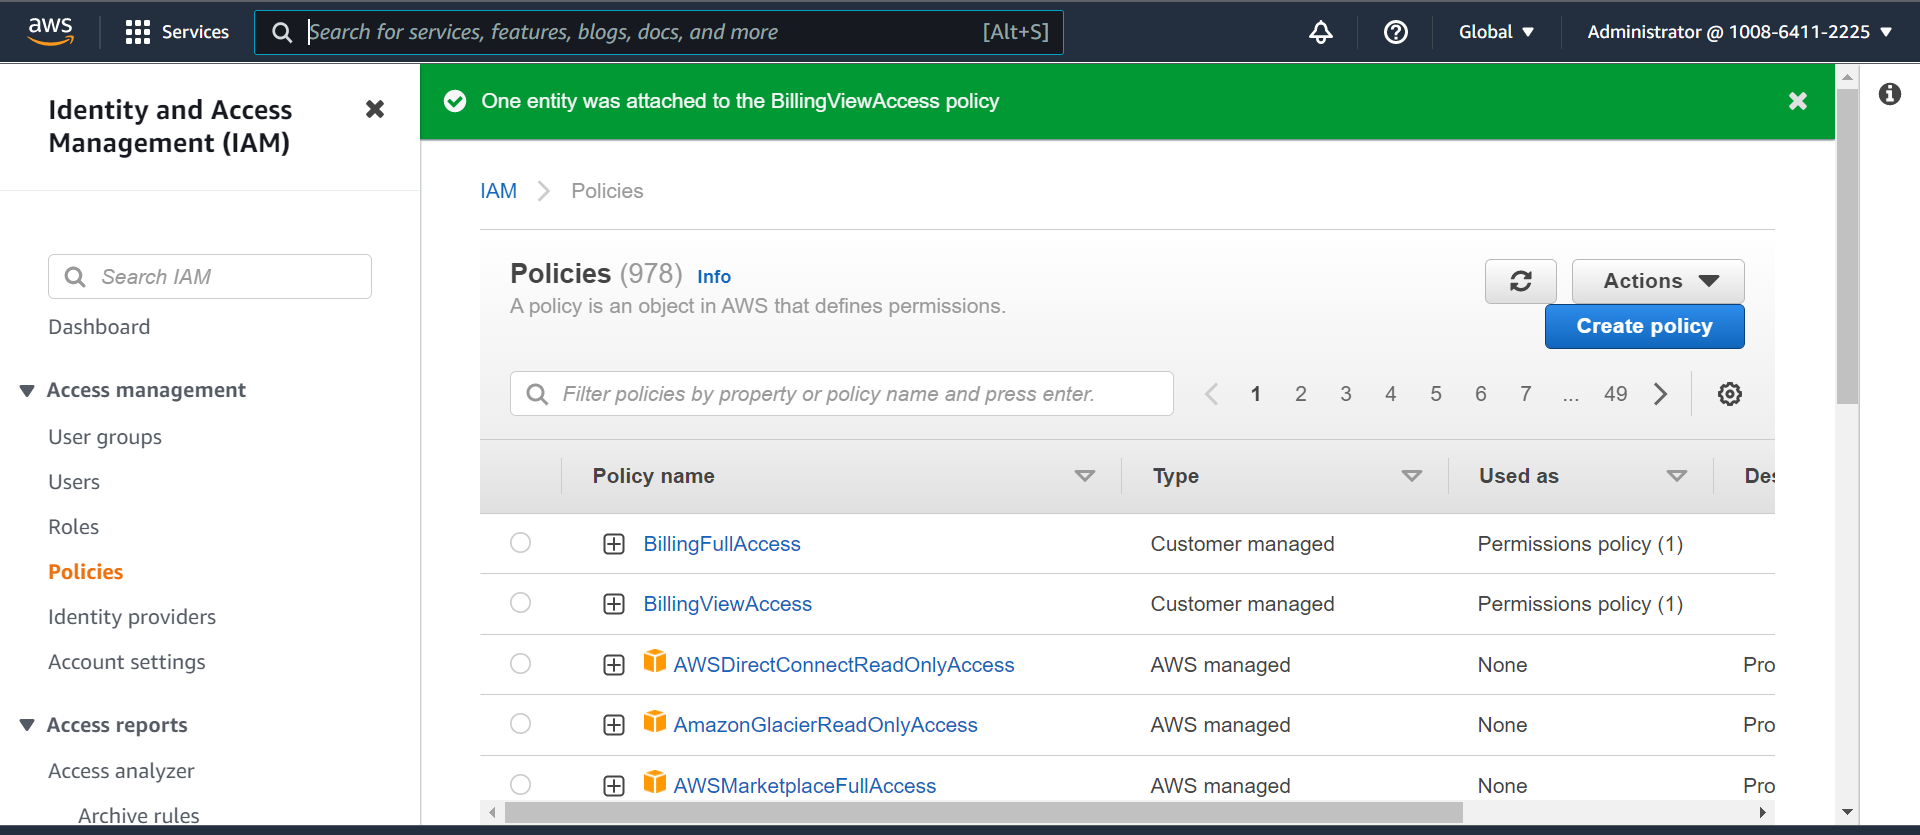 aws
Services
Search for services, features, blogs, docs, and more
[Alt+S]
Global
Administrator @ 1008-6411-2225
Identity and Access
Management (IAM)
Search IAM
Dashboard
Access management
User groups
Users
Roles
Policies
Identity providers
Account settings
Access reports
Access analyzer
Archive rules
One entity was attached to the BillingViewAccess policy
IAM
Policies
Policies (978) Info
A policy is an object in AWS that defines permissions.
Actions
Create policy
Filter policies by property or policy name and press enter.
1 2 3 4 5 6 7 ... 49
Policy name Type Used as Des
BillingFullAccess Customer managed Permissions policy (1)
BillingViewAccess Customer managed Permissions policy (1)
AWSDirectConnectReadOnlyAccess AWS managed None Pro
AmazonGlacierReadOnlyAccess AWS managed None Pro
AWSMarketplaceFullAccess AWS managed None Pro